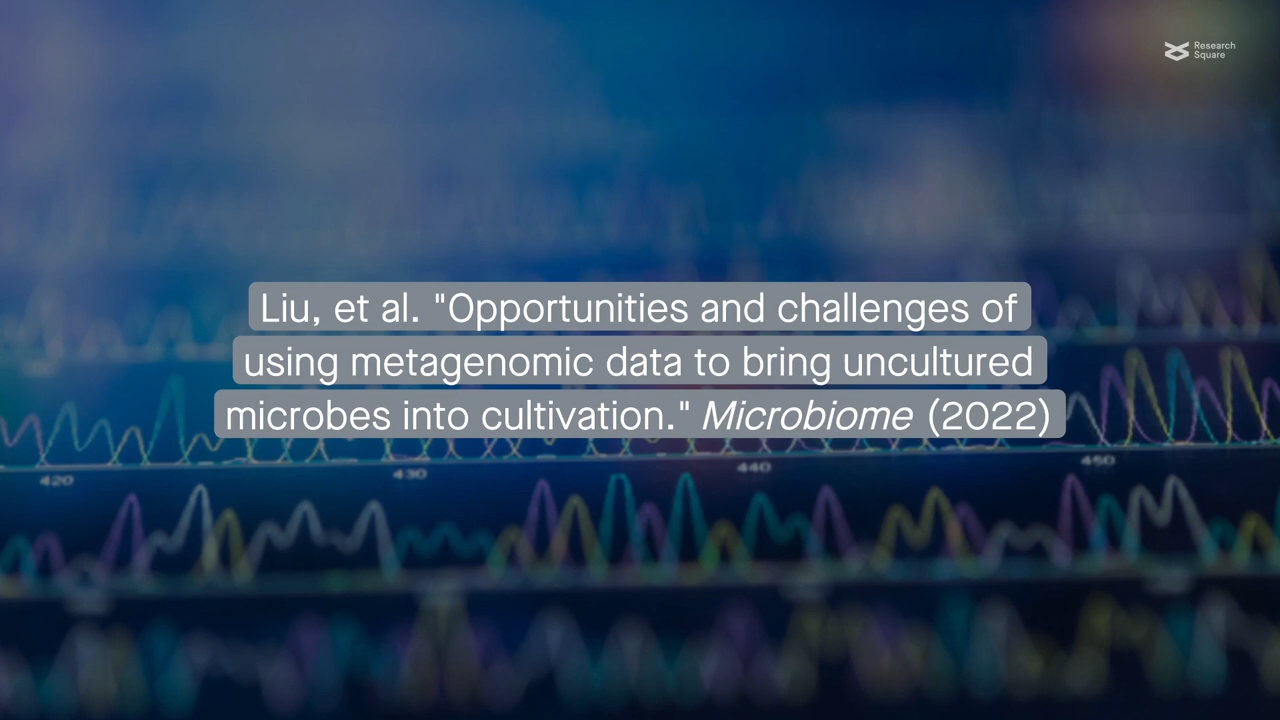 Research
Square
Liu, et al. "Opportunities and challenges of
using metagenomic data to bring uncultured
microbes into cultivation." Microbiome (2022)
420
430
440
450